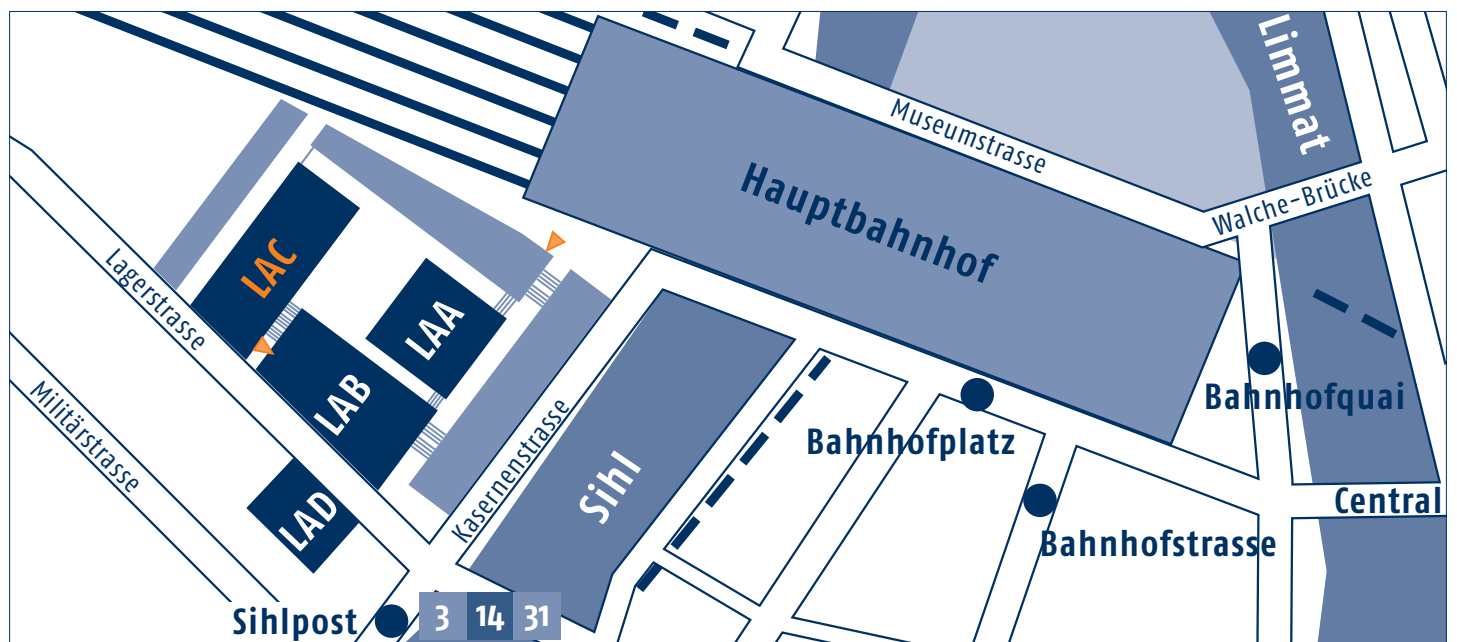 Limmat
Museumstrasse
Hauptbahnhof
Walche-Brücke
LAC
Lagerstrasse
LAA
LAB
Militärstrasse
Bahnhofquai
Bahnhofplatz
Kasernenstrasse
Sihl
LAD
Central
Bahnhofstrasse
Sihlpost 3 14 31